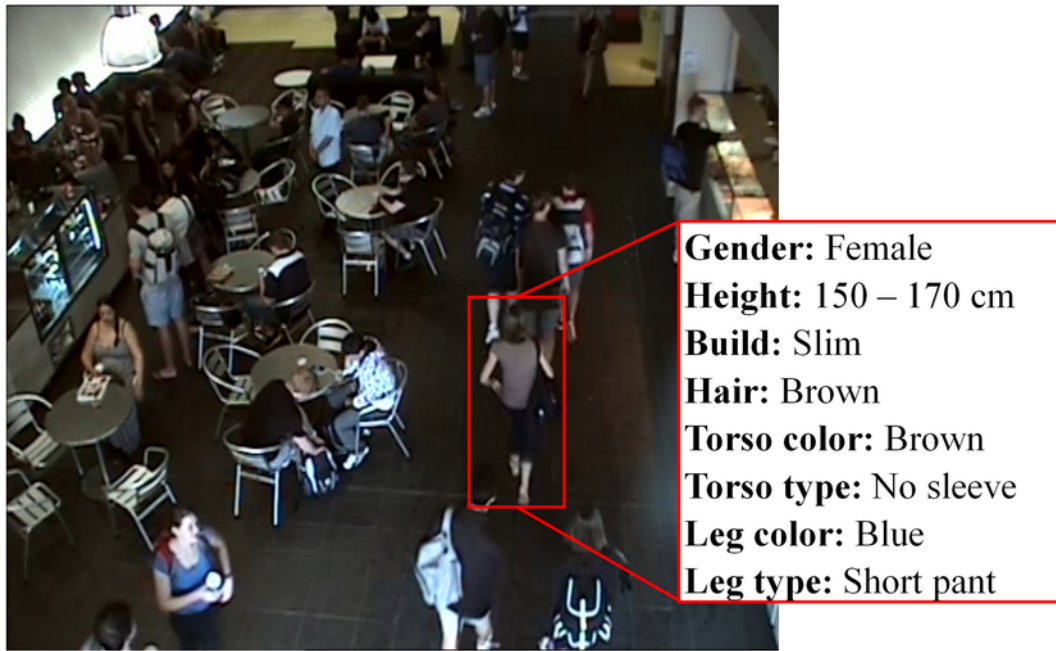 Gender: Female
Height: 150 – 170 cm
Build: Slim
Hair: Brown
Torso color: Brown
Torso type: No sleeve
Leg color: Blue
Leg type: Short pant